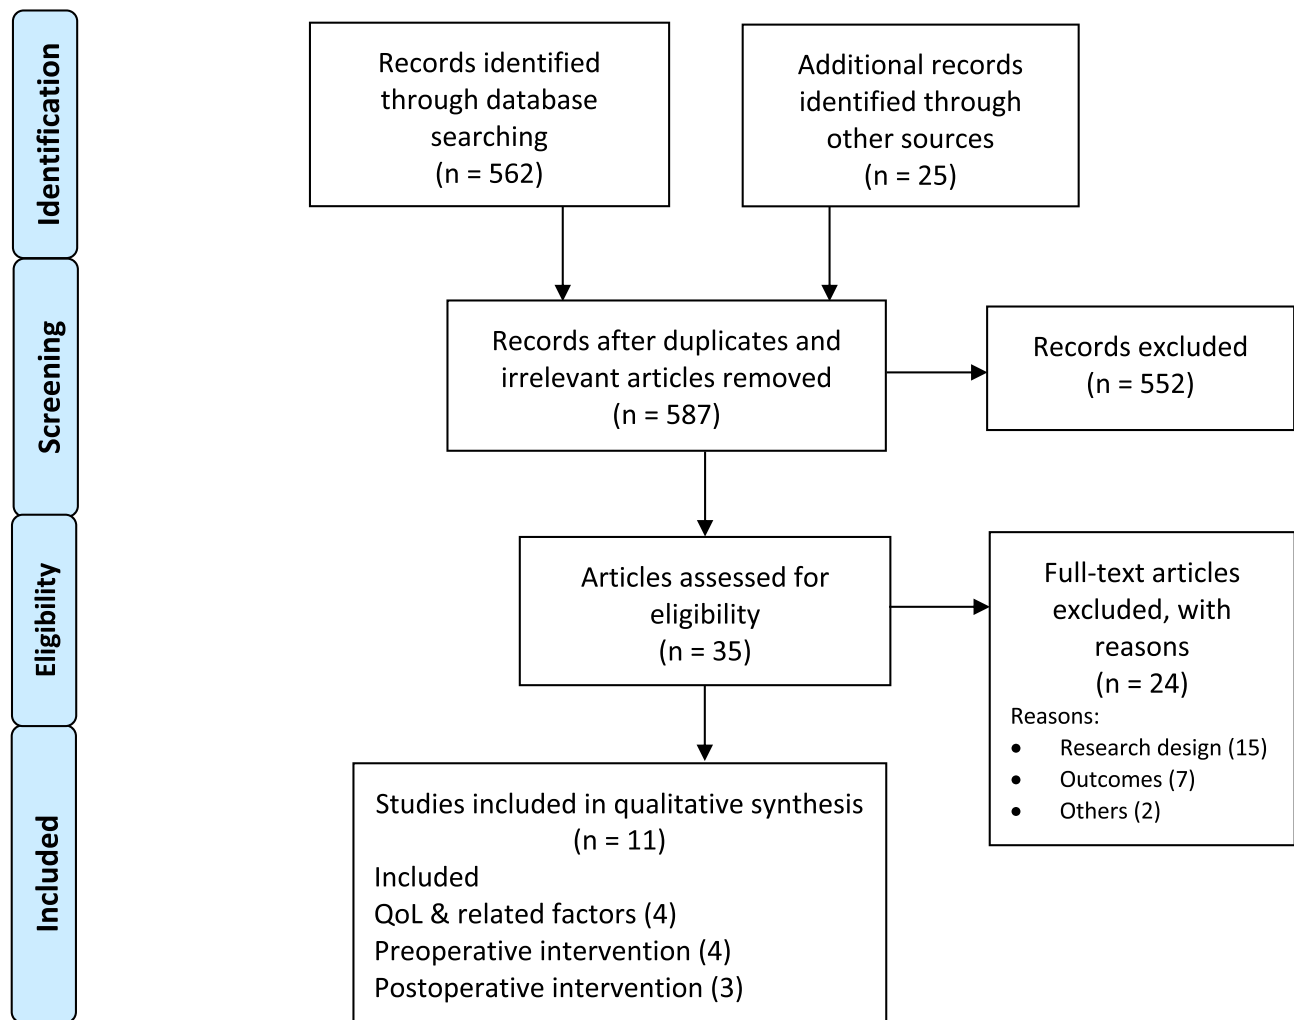 Identification
Records identified
through database
searching
(n = 562)
Additional records
identified through
other sources
(n = 25)
Screening
Records after duplicates and
irrelevant articles removed
(n = 587)
Records excluded
(n = 552)
Eligibility
Articles assessed for
eligibility
(n = 35)
Full-text articles
excluded, with
reasons
(n = 24)
Reasons:
• Research design (15)
• Outcomes (7)
• Others (2)
Included
Studies included in qualitative synthesis
(n = 11)
Included
QoL & related factors (4)
Preoperative intervention (4)
Postoperative intervention (3)